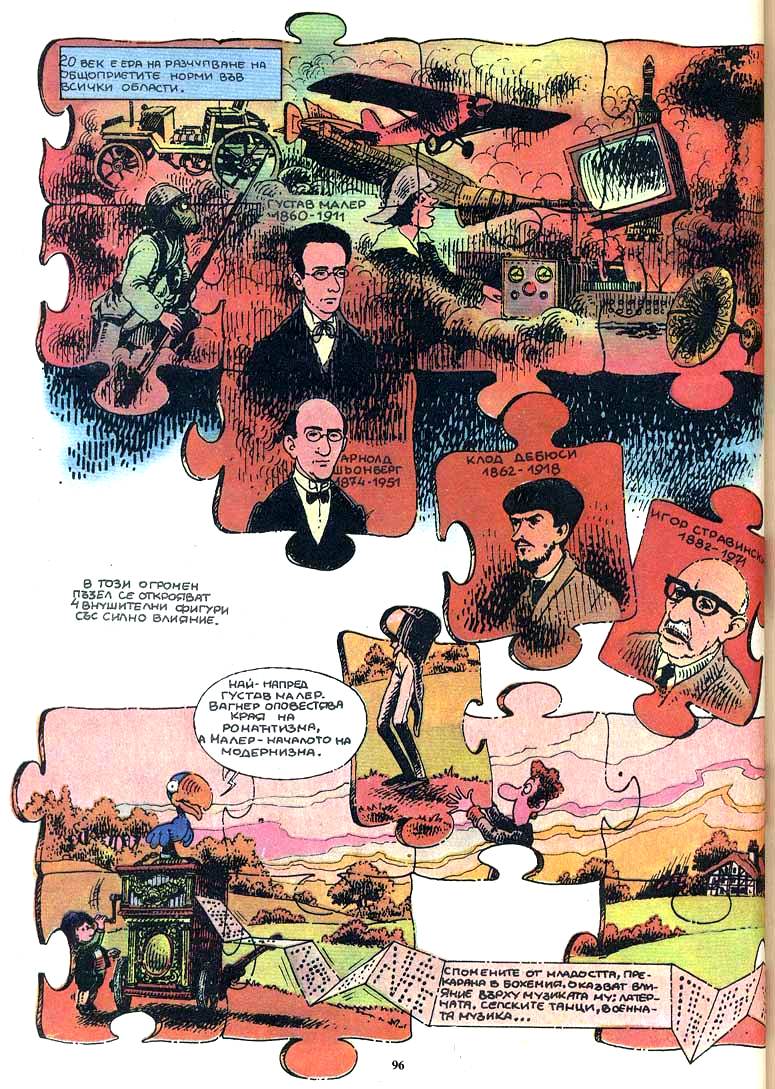 20 ВЕК Е ЕРА НА РАЗЧУПВАНЕ НА
ОБЩОПРИЕТИТЕ НОРМИ ВЪВ
ВСИЧКИ ОБЛАСТИ.
ГУСТАВ МАЛЕР
1860-1911
АРНОЛД
ШЬОНБЕРГ
1874-1951
КЛОД ДЕБЮСИ
1862-1918
ИГОР СТРАВИНСКИ
1882-1971
В ТОЗИ ОГРОМЕН
ПЪЗЕЛ СЕ ОТКРОЯВАТ
4 ВНУШИТЕЛНИ ФИГУРИ
СЪС СИЛНО ВЛИЯНИЕ.
НАЙ-НАПРЕД
ГУСТАВ МАЛЕР.
ВАГНЕР ОПОВЕСТЯВА
КРАЯ НА
РОМАНТИЗМА,
А МАЛЕР-НАЧАЛОТО НА
МОДЕРНИЗМА.
СПОМЕНИТЕ ОТ МЛАДОСТТА, ПРЕ-
КАРАНА В БОХЕМИЯ, ОКАЗВАТ ВЛИ-
ЯНИЕ ВЪРХУ МУЗИКАТА МУ: ЛАТЕР-
НАТА, СЕЛСКИТЕ ТАНЦИ, ВОЕННА-
ТА МУЗИКА...
96